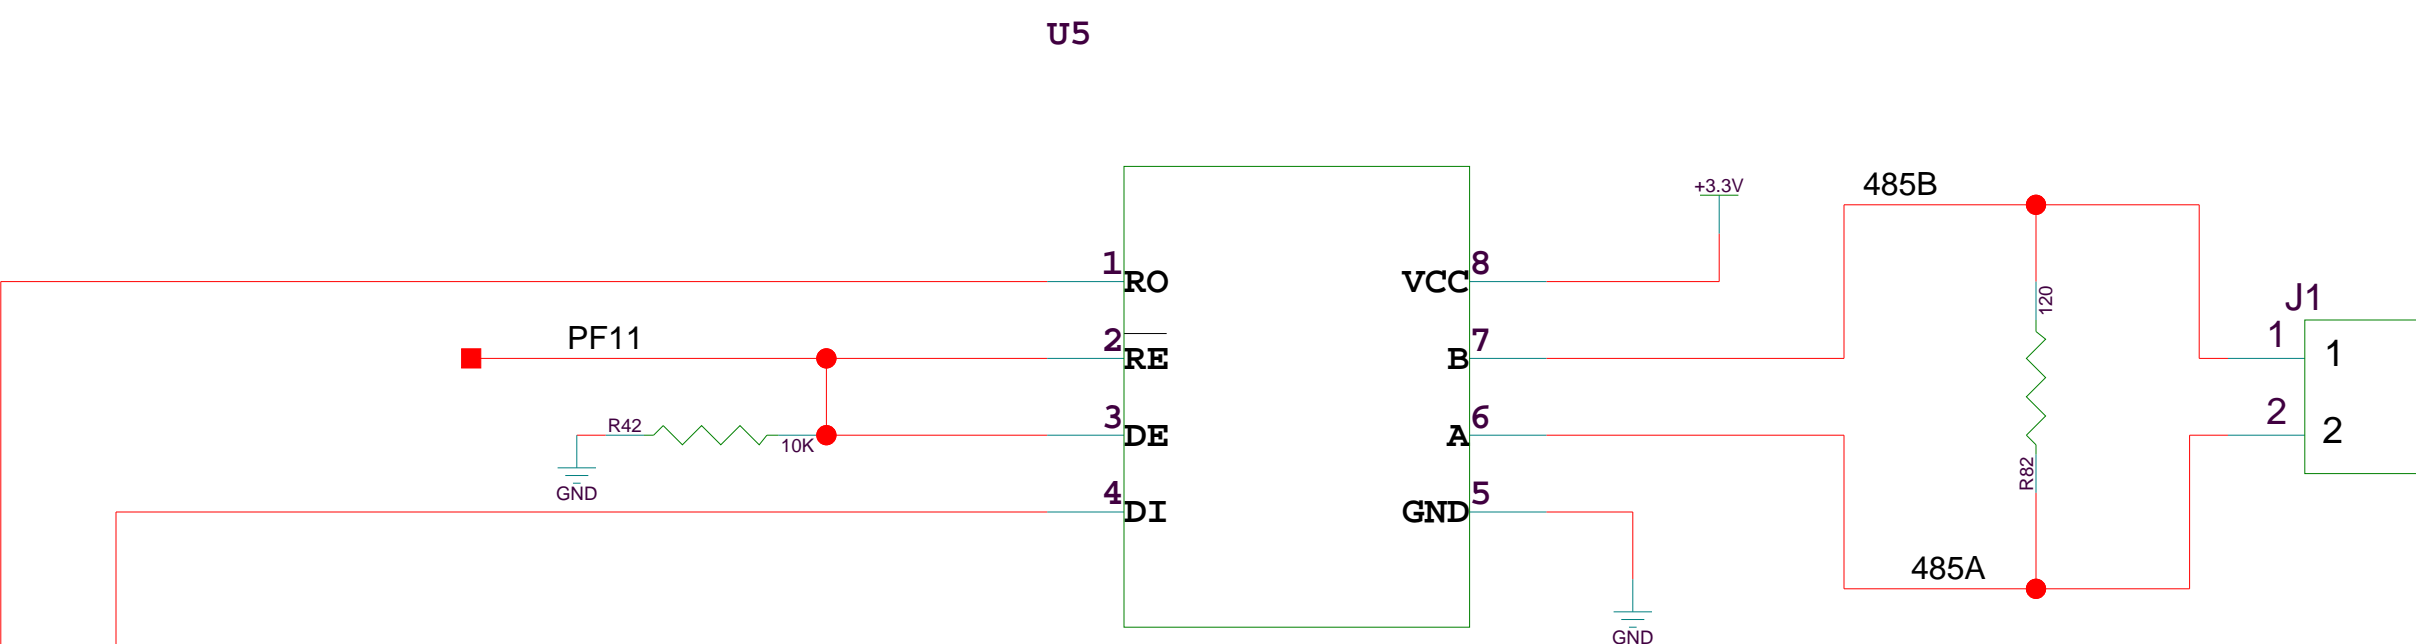 U5
+3.3V
485B
1
RO
VCC
8
120
J1
PF11
2
RE
7
B
1
1
R42
10K
3
DE
6
A
2
2
GND
R82
4
DI
5
GND
485A
GND